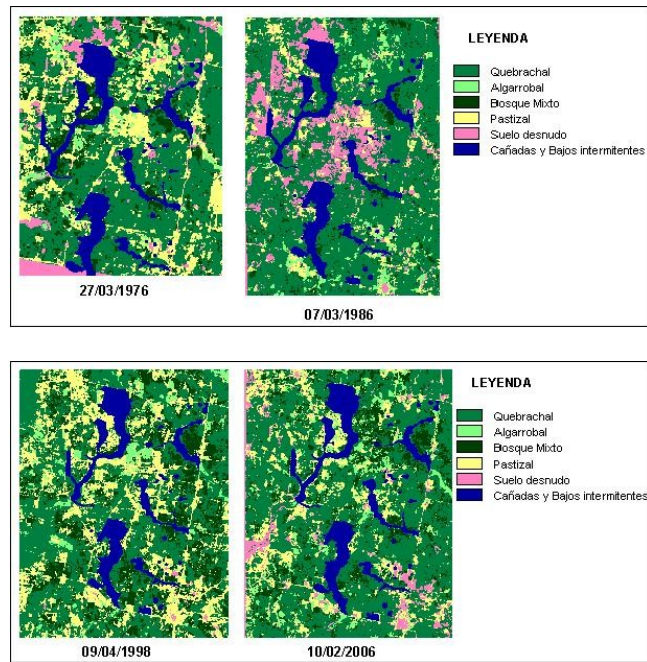 LEYENDA
Quebrachal
Algarrobal
Bosque Mixto
Pastizal
Suelo desnudo
Cañadas y Bajos intermitentes
27/03/1976
07/03/1986
LEYENDA
Quebrachal
Algarrobal
Bosque Mixto
Pastizal
Suelo desnudo
Cañadas y Bajos intermitentes
09/04/1998
10/02/2006